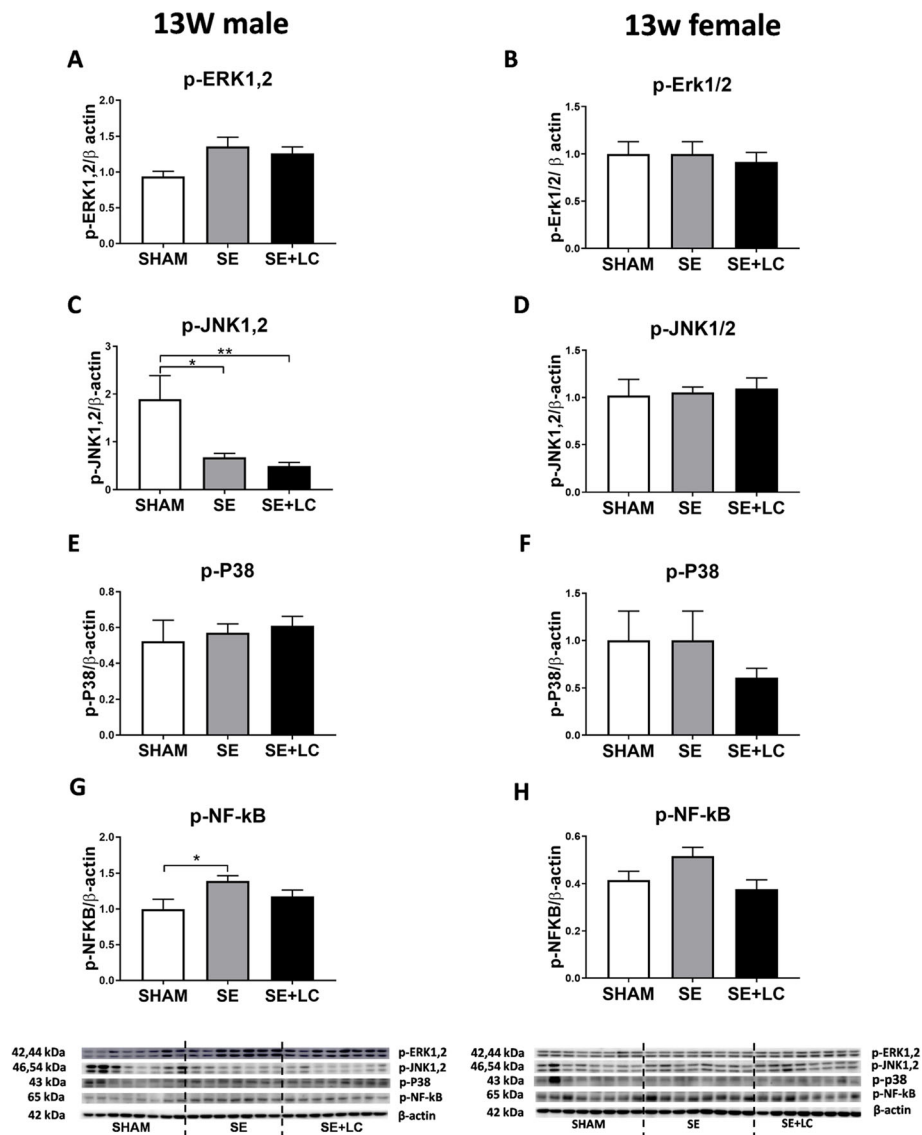 13W male
13w female
A
p-ERK1,2
p-ERK1,2/β actin
2.0
1.5
1.0
0.5
0.0
SHAM SE SE+LC
B
p-Erk1/2
p-Erk1/2/ β actin
1.5
1.0
0.5
0.0
SHAM SE SE+LC
C
p-JNK1,2
p-JNK1,2/β-actin
3
2
1
0
**
*
SHAM SE SE+LC
D
p-JNK1/2
p-JNK1,2/β-actin
1.5
1.0
0.5
0.0
SHAM SE SE+LC
E
p-P38
p-P38/β-actin
0.8
0.6
0.4
0.2
0.0
SHAM SE SE+LC
F
p-P38
p-P38/β-actin
1.5
1.0
0.5
0.0
SHAM SE SE+LC
G
p-NF-kB
p-NFKB/β-actin
2.0
1.5
1.0
0.5
0.0
*
SHAM SE SE+LC
H
p-NF-kB
p-NFKB/β-actin
0.6
0.4
0.2
0.0
SHAM SE SE+LC
42,44 kDa p-ERK1,2
46,54 kDa p-JNK1,2
43 kDa p-P38
65 kDa p-NF-kB
42 kDa β-actin
SHAM SE SE+LC
42,44 kDa p-ERK1,2
46,54 kDa p-JNK1,2
43 kDa p-p38
65 kDa p-NF-kB
42 kDa β-actin
SHAM SE SE+LC